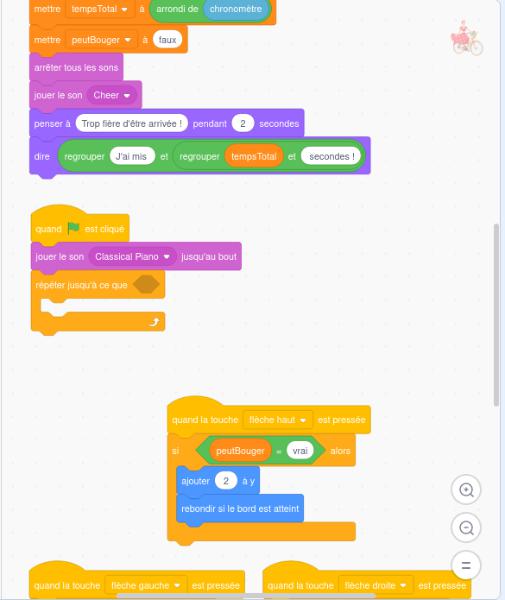 mettre tempsTotal à arrondi de chronomètre
mettre peutBouger à faux
arrêter tous les sons
jouer le son Cheer
penser à Trop fière d'être arrivée ! pendant 2 secondes
dire regrouper J'ai mis et regrouper tempsTotal et secondes !
quand est cliqué
jouer le son Classical Piano jusqu'au bout
répéter jusqu'à ce que
quand la touche flèche haut est pressée
si peutBouger = vrai alors
ajouter 2 à y
rebondir si le bord est atteint
quand la touche flèche gauche est pressée
quand la touche flèche droite est pressée